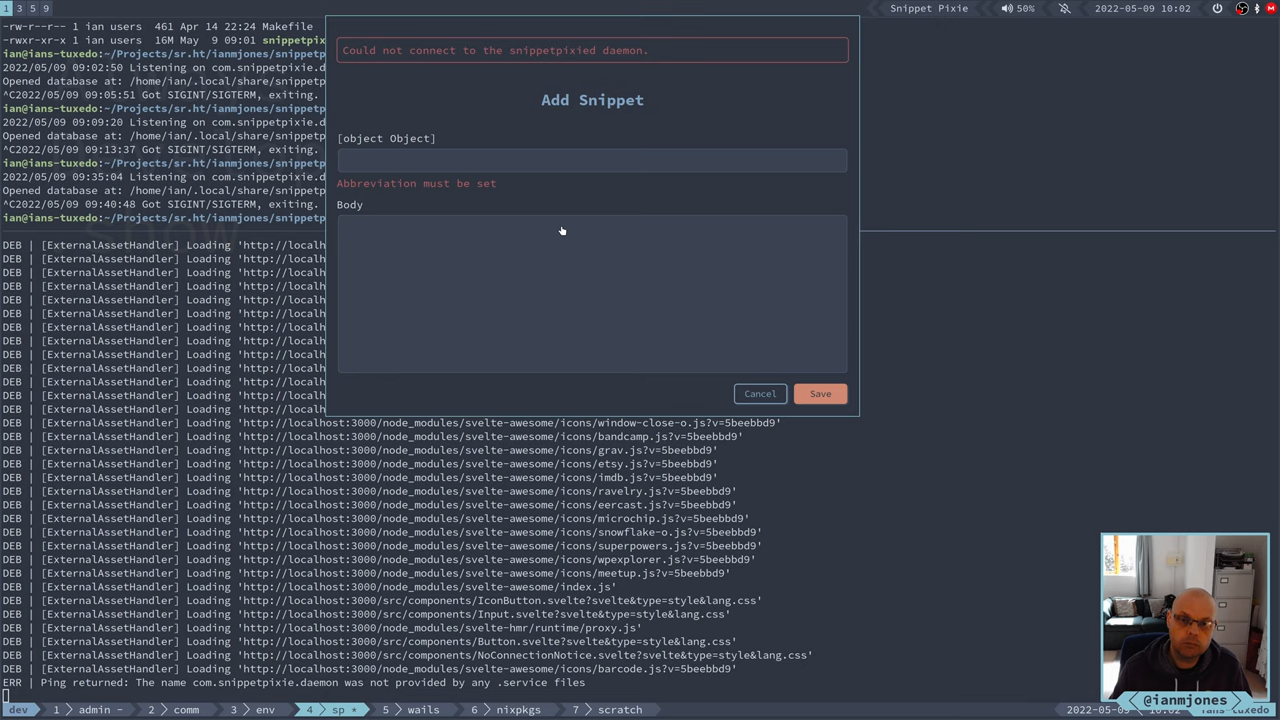 1 3 5 9
Snippet Pixie
50%
2022-05-09 10:02
-rw-r--r-- 1 ian users 461 Apr 14 22:24 Makefile
-rwxr-xr-x 1 ian users 16M May 9 09:01 snippetpix
ian@ians-tuxedo:~/Projects/sr.ht/ianmjones/snippetp
2022/05/09 09:02:50 Listening on com.snippetpixie.d
Opened database at: /home/ian/.local/share/snippetp
^C2022/05/09 09:05:51 Got SIGINT/SIGTERM, exiting.
ian@ians-tuxedo:~/Projects/sr.ht/ianmjones/snippetp
2022/05/09 09:09:20 Listening on com.snippetpixie.d
Opened database at: /home/ian/.local/share/snippetp
^C2022/05/09 09:13:37 Got SIGINT/SIGTERM, exiting.
ian@ians-tuxedo:~/Projects/sr.ht/ianmjones/snippetp
2022/05/09 09:35:04 Listening on com.snippetpixie.d
Opened database at: /home/ian/.local/share/snippetp
^C2022/05/09 09:40:48 Got SIGINT/SIGTERM, exiting.
ian@ians-tuxedo:~/Projects/sr.ht/ianmjones/snippetp
Could not connect to the snippetpixied daemon.
Add Snippet
[object Object]
Abbreviation must be set
Body
Cancel
Save
DEB | [ExternalAssetHandler] Loading 'http://localh
DEB | [ExternalAssetHandler] Loading 'http://localh
DEB | [ExternalAssetHandler] Loading 'http://localh
DEB | [ExternalAssetHandler] Loading 'http://localh
DEB | [ExternalAssetHandler] Loading 'http://localh
DEB | [ExternalAssetHandler] Loading 'http://localh
DEB | [ExternalAssetHandler] Loading 'http://localh
DEB | [ExternalAssetHandler] Loading 'http://localh
DEB | [ExternalAssetHandler] Loading 'http://localh
DEB | [ExternalAssetHandler] Loading 'http://localh
DEB | [ExternalAssetHandler] Loading 'http://localh
DEB | [ExternalAssetHandler] Loading 'http://localh
DEB | [ExternalAssetHandler] Loading 'http://localh
DEB | [ExternalAssetHandler] Loading 'http://localhost:3000/node_modules/svelte-awesome/icons/window-close-o.js?v=5beebbd9'
DEB | [ExternalAssetHandler] Loading 'http://localhost:3000/node_modules/svelte-awesome/icons/bandcamp.js?v=5beebbd9'
DEB | [ExternalAssetHandler] Loading 'http://localhost:3000/node_modules/svelte-awesome/icons/grav.js?v=5beebbd9'
DEB | [ExternalAssetHandler] Loading 'http://localhost:3000/node_modules/svelte-awesome/icons/etsy.js?v=5beebbd9'
DEB | [ExternalAssetHandler] Loading 'http://localhost:3000/node_modules/svelte-awesome/icons/imdb.js?v=5beebbd9'
DEB | [ExternalAssetHandler] Loading 'http://localhost:3000/node_modules/svelte-awesome/icons/ravelry.js?v=5beebbd9'
DEB | [ExternalAssetHandler] Loading 'http://localhost:3000/node_modules/svelte-awesome/icons/eercast.js?v=5beebbd9'
DEB | [ExternalAssetHandler] Loading 'http://localhost:3000/node_modules/svelte-awesome/icons/microchip.js?v=5beebbd9'
DEB | [ExternalAssetHandler] Loading 'http://localhost:3000/node_modules/svelte-awesome/icons/snowflake-o.js?v=5beebbd9'
DEB | [ExternalAssetHandler] Loading 'http://localhost:3000/node_modules/svelte-awesome/icons/superpowers.js?v=5beebbd9'
DEB | [ExternalAssetHandler] Loading 'http://localhost:3000/node_modules/svelte-awesome/icons/wpexplorer.js?v=5beebbd9'
DEB | [ExternalAssetHandler] Loading 'http://localhost:3000/node_modules/svelte-awesome/icons/meetup.js?v=5beebbd9'
DEB | [ExternalAssetHandler] Loading 'http://localhost:3000/node_modules/svelte-awesome/index.js'
DEB | [ExternalAssetHandler] Loading 'http://localhost:3000/src/components/IconButton.svelte?svelte&type=style&lang.css'
DEB | [ExternalAssetHandler] Loading 'http://localhost:3000/src/components/Input.svelte?svelte&type=style&lang.css'
DEB | [ExternalAssetHandler] Loading 'http://localhost:3000/node_modules/svelte-hmr/runtime/proxy.js'
DEB | [ExternalAssetHandler] Loading 'http://localhost:3000/src/components/Button.svelte?svelte&type=style&lang.css'
DEB | [ExternalAssetHandler] Loading 'http://localhost:3000/src/components/NoConnectionNotice.svelte?svelte&type=style&lang.css'
DEB | [ExternalAssetHandler] Loading 'http://localhost:3000/node_modules/svelte-awesome/icons/barcode.js?v=5beebbd9'
ERR | Ping returned: The name com.snippetpixie.daemon was not provided by any .service files
@ianmjones
dev 1 admin - 2 comm 3 env 4 sp * 5 wails 6 nixpkgs 7 scratch 2022-05-09 10:02 ians-tuxedo